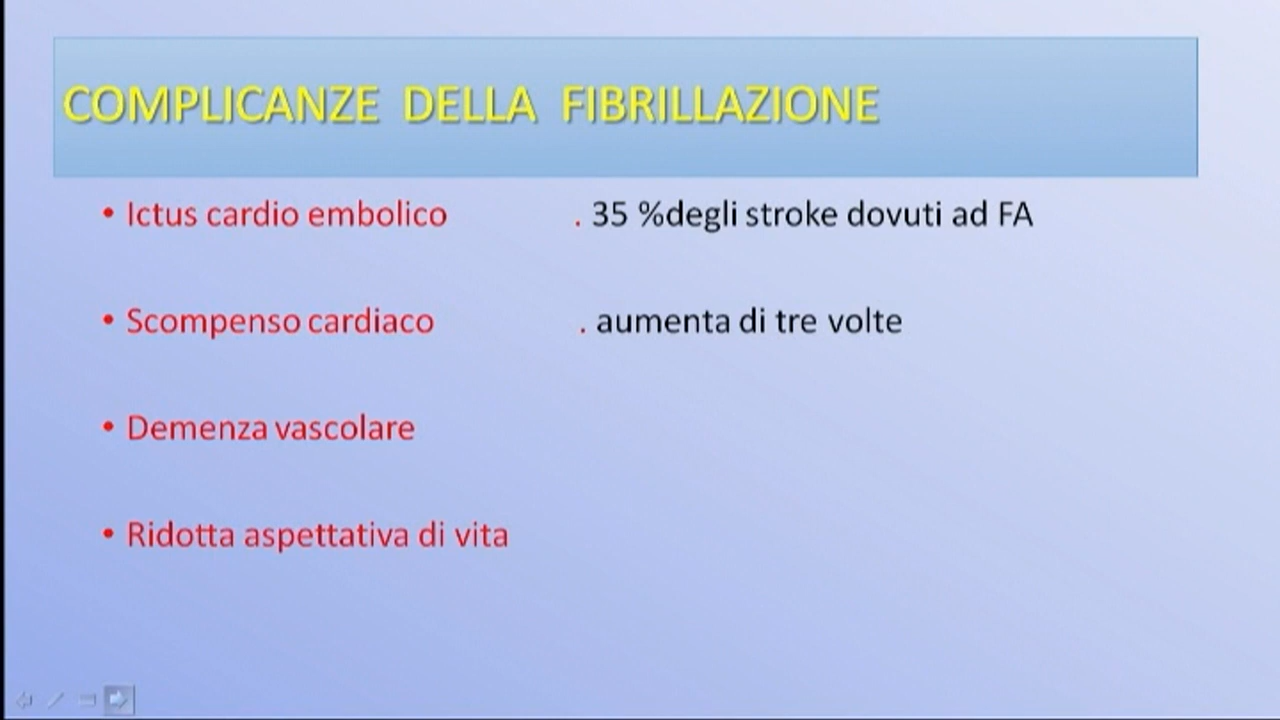 COMPLICANZE DELLA FIBRILLAZIONE
• Ictus cardio embolico . 35 %degli stroke dovuti ad FA
• Scompenso cardiaco . aumenta di tre volte
• Demenza vascolare
• Ridotta aspettativa di vita